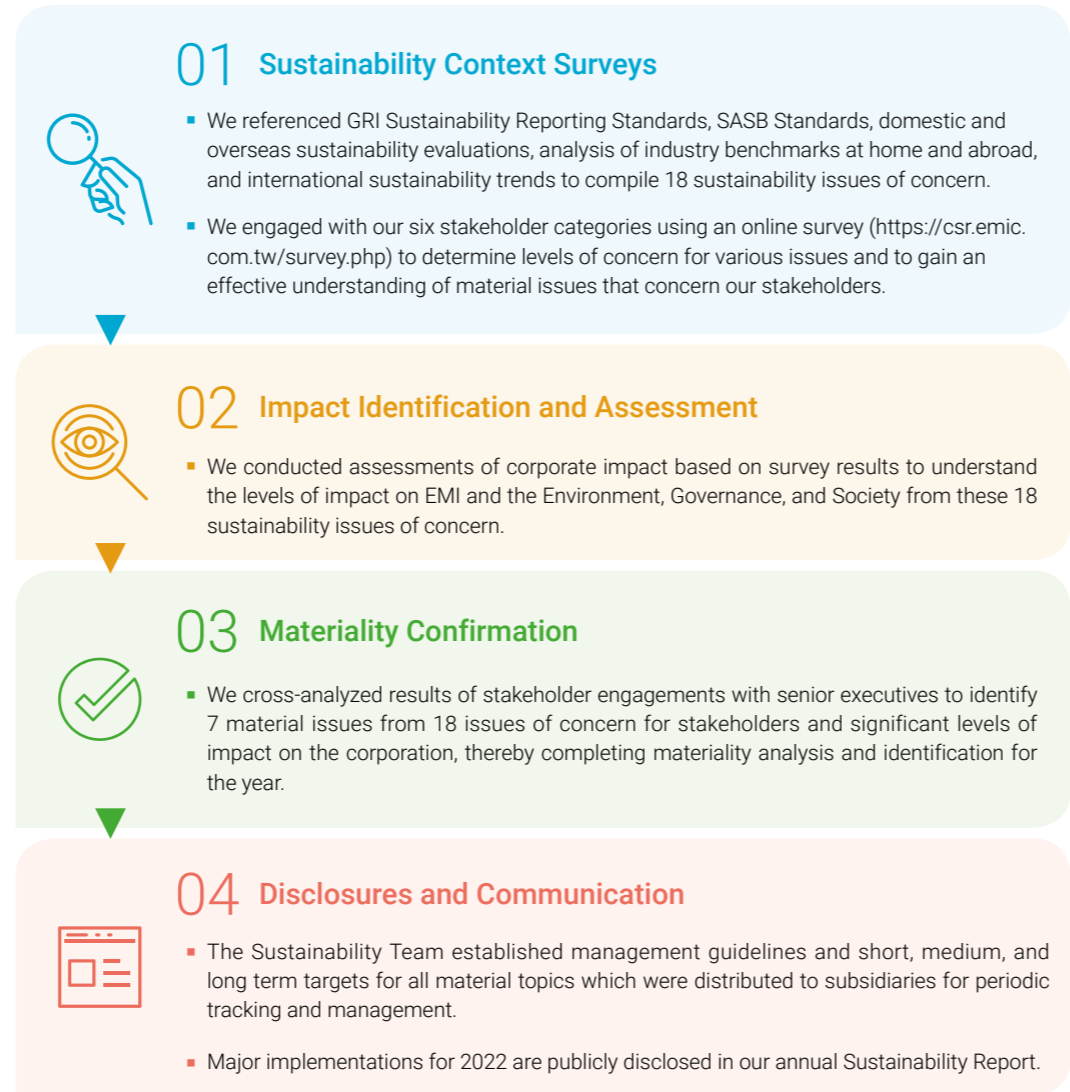 01 Sustainability Context Surveys
▪ We referenced GRI Sustainability Reporting Standards, SASB Standards, domestic and
overseas sustainability evaluations, analysis of industry benchmarks at home and abroad,
and international sustainability trends to compile 18 sustainability issues of concern.
▪ We engaged with our six stakeholder categories using an online survey (https://csr.emic.
com.tw/survey.php) to determine levels of concern for various issues and to gain an
effective understanding of material issues that concern our stakeholders.
02 Impact Identification and Assessment
▪ We conducted assessments of corporate impact based on survey results to understand
the levels of impact on EMI and the Environment, Governance, and Society from these 18
sustainability issues of concern.
03 Materiality Confirmation
▪ We cross-analyzed results of stakeholder engagements with senior executives to identify
7 material issues from 18 issues of concern for stakeholders and significant levels of
impact on the corporation, thereby completing materiality analysis and identification for
the year.
04 Disclosures and Communication
▪ The Sustainability Team established management guidelines and short, medium, and
long term targets for all material topics which were distributed to subsidiaries for periodic
tracking and management.
▪ Major implementations for 2022 are publicly disclosed in our annual Sustainability Report.